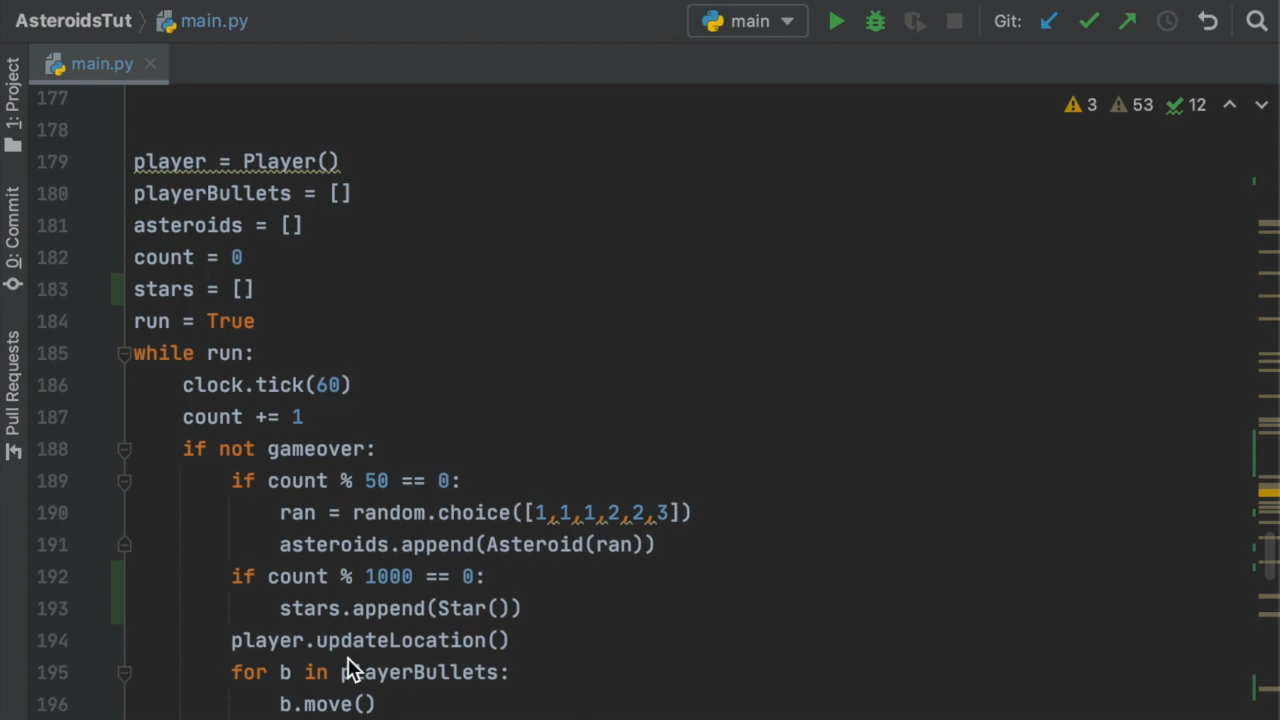 AsteroidsTut main.py main Git:
main.py
1: Project
0: Commit
Pull Requests
3 53 12
177
178
179 player = Player()
180 playerBullets = []
181 asteroids = []
182 count = 0
183 stars = []
184 run = True
185 while run:
186 clock.tick(60)
187 count += 1
188 if not gameover:
189 if count % 50 == 0:
190 ran = random.choice([1,1,1,2,2,3])
191 asteroids.append(Asteroid(ran))
192 if count % 1000 == 0:
193 stars.append(Star())
194 player.updateLocation()
195 for b in playerBullets:
196 b.move()